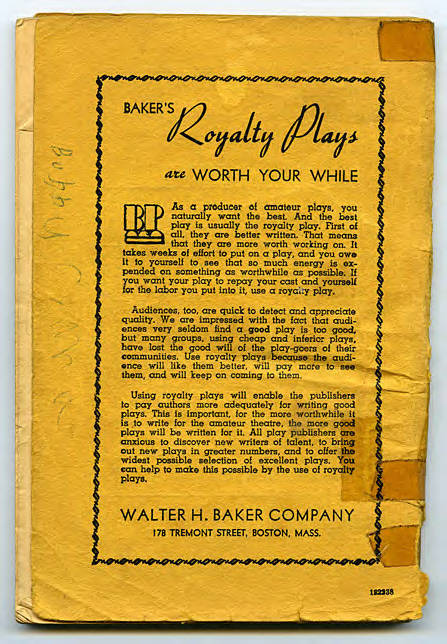 BAKER'S
Royalty Plays
are WORTH YOUR WHILE
BP As a producer of amateur plays, you
naturally want the best. And the best
play is usually the royalty play. First of
all, they are better written. That means
that they are more worth working on. It
takes weeks of effort to put on a play, and you owe
it to yourself to see that so much energy is ex-
pended on something as worthwhile as possible. If
you want your play to repay your cast and yourself
for the labor you put into it, use a royalty play.
Audiences, too, are quick to detect and appreciate
quality. We are impressed with the fact that audi-
ences very seldom find a good play is too good,
but many groups, using cheap and inferior plays,
have lost the good will of the play-goers of their
communities. Use royalty plays because the audi-
ence will like them better, will pay more to see
them, and will keep on coming to them.
Using royalty plays will enable the publishers
to pay authors more adequately for writing good
plays. This is important, for the more worthwhile it
is to write for the amateur theatre, the more good
plays will be written for it. All play publishers are
anxious to discover new writers of talent, to bring
out new plays in greater numbers, and to offer the
widest possible selection of excellent plays. You
can help to make this possible by the use of royalty
plays.
WALTER H. BAKER COMPANY
178 TREMONT STREET, BOSTON, MASS.